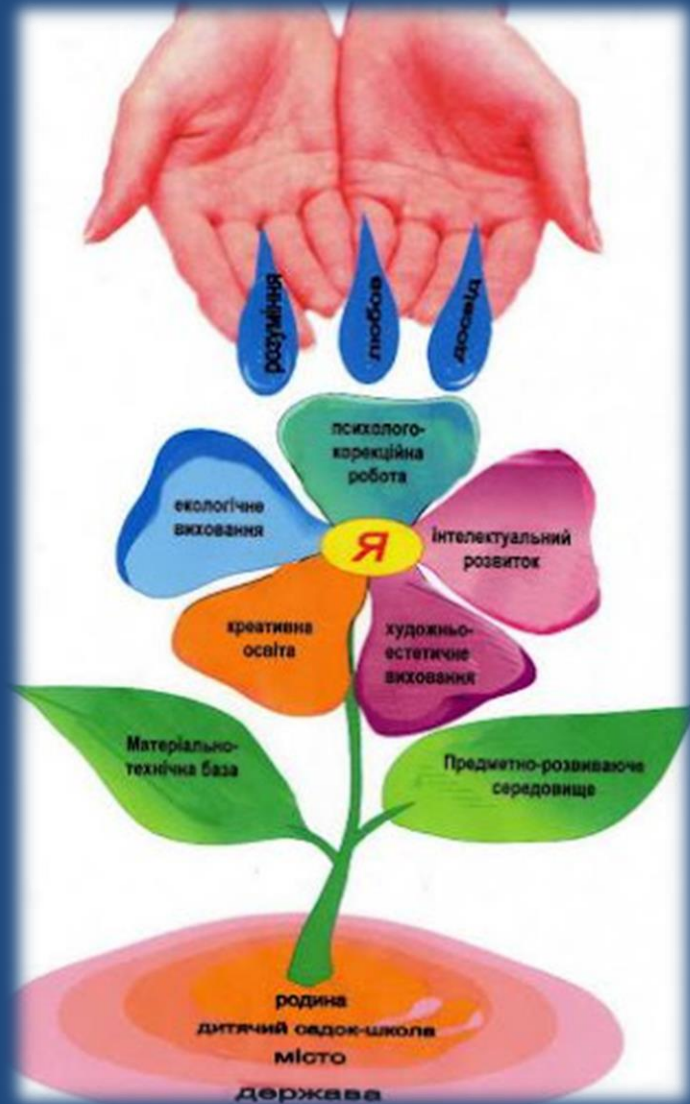 розуміння
любов
досвід
психолого-
корекційна
робота
екологічне
виховання
Я
інтелектуальний
розвиток
креативна
освіта
художньо-
естетичне
виховання
Матеріально-
технічна база
Предметно-розвиваюче
середовище
родина
дитячий садок-школа
місто
держава